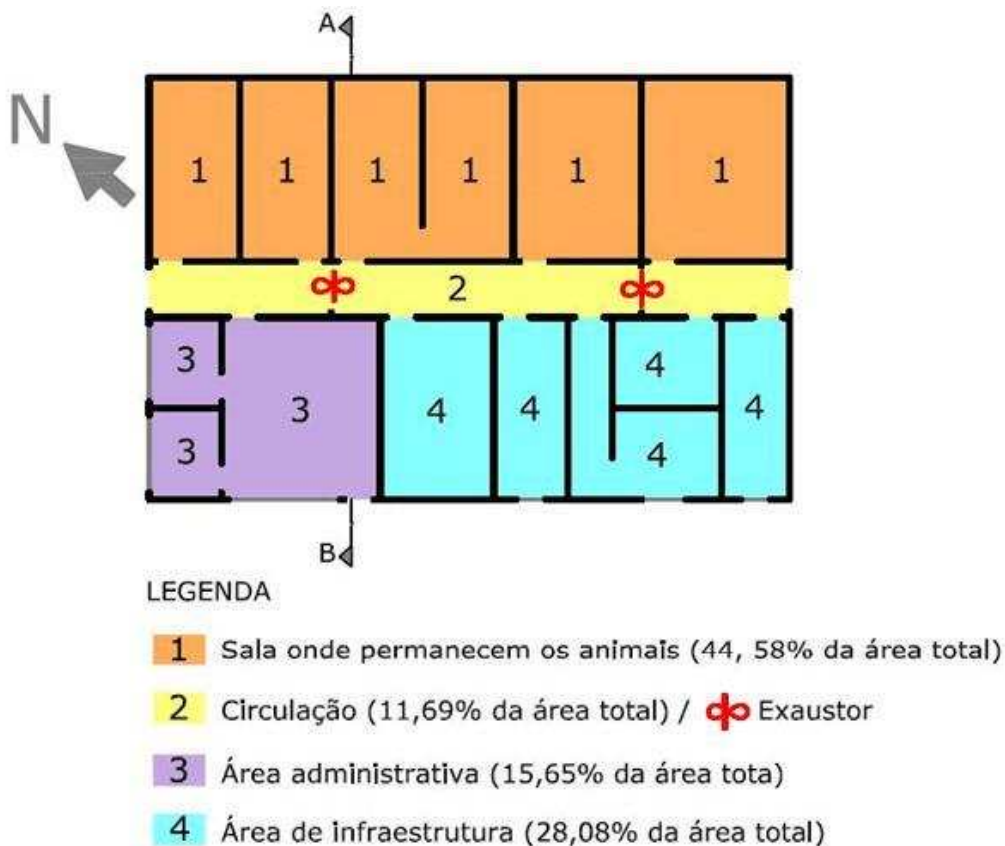 A
N
1 1 1 1 1 1
2
3 3 4 4 4 4
3 4
B
LEGENDA
1 Sala onde permanecem os animais (44, 58% da área total)
2 Circulação (11,69% da área total) / Exaustor
3 Área administrativa (15,65% da área tota)
4 Área de infraestrutura (28,08% da área total)